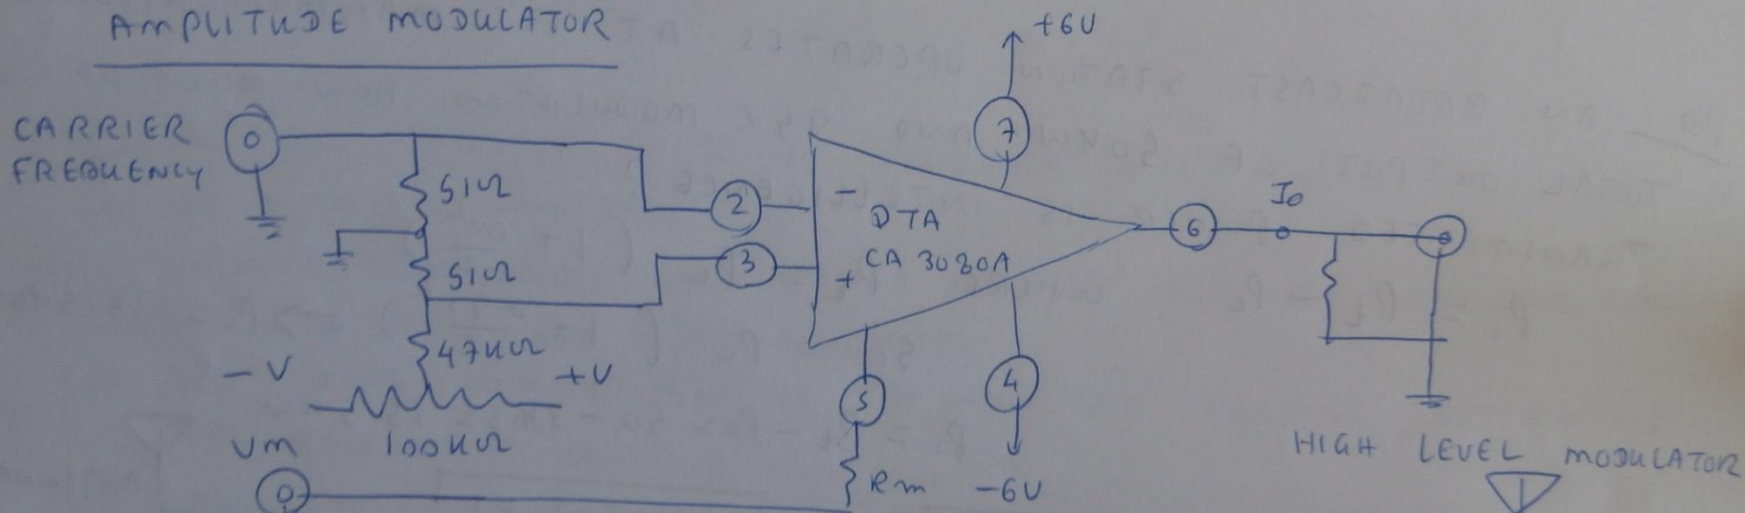 AMPLITUDE MODULATOR
+6V
CARRIER
FREQUENCY
7
51Ω
2
-
OTA
CA 3080A
+
6
Io
3
51Ω
47KΩ
-V
+V
100KΩ
5
4
Vm
Rm
-6V
HIGH LEVEL MODULATOR